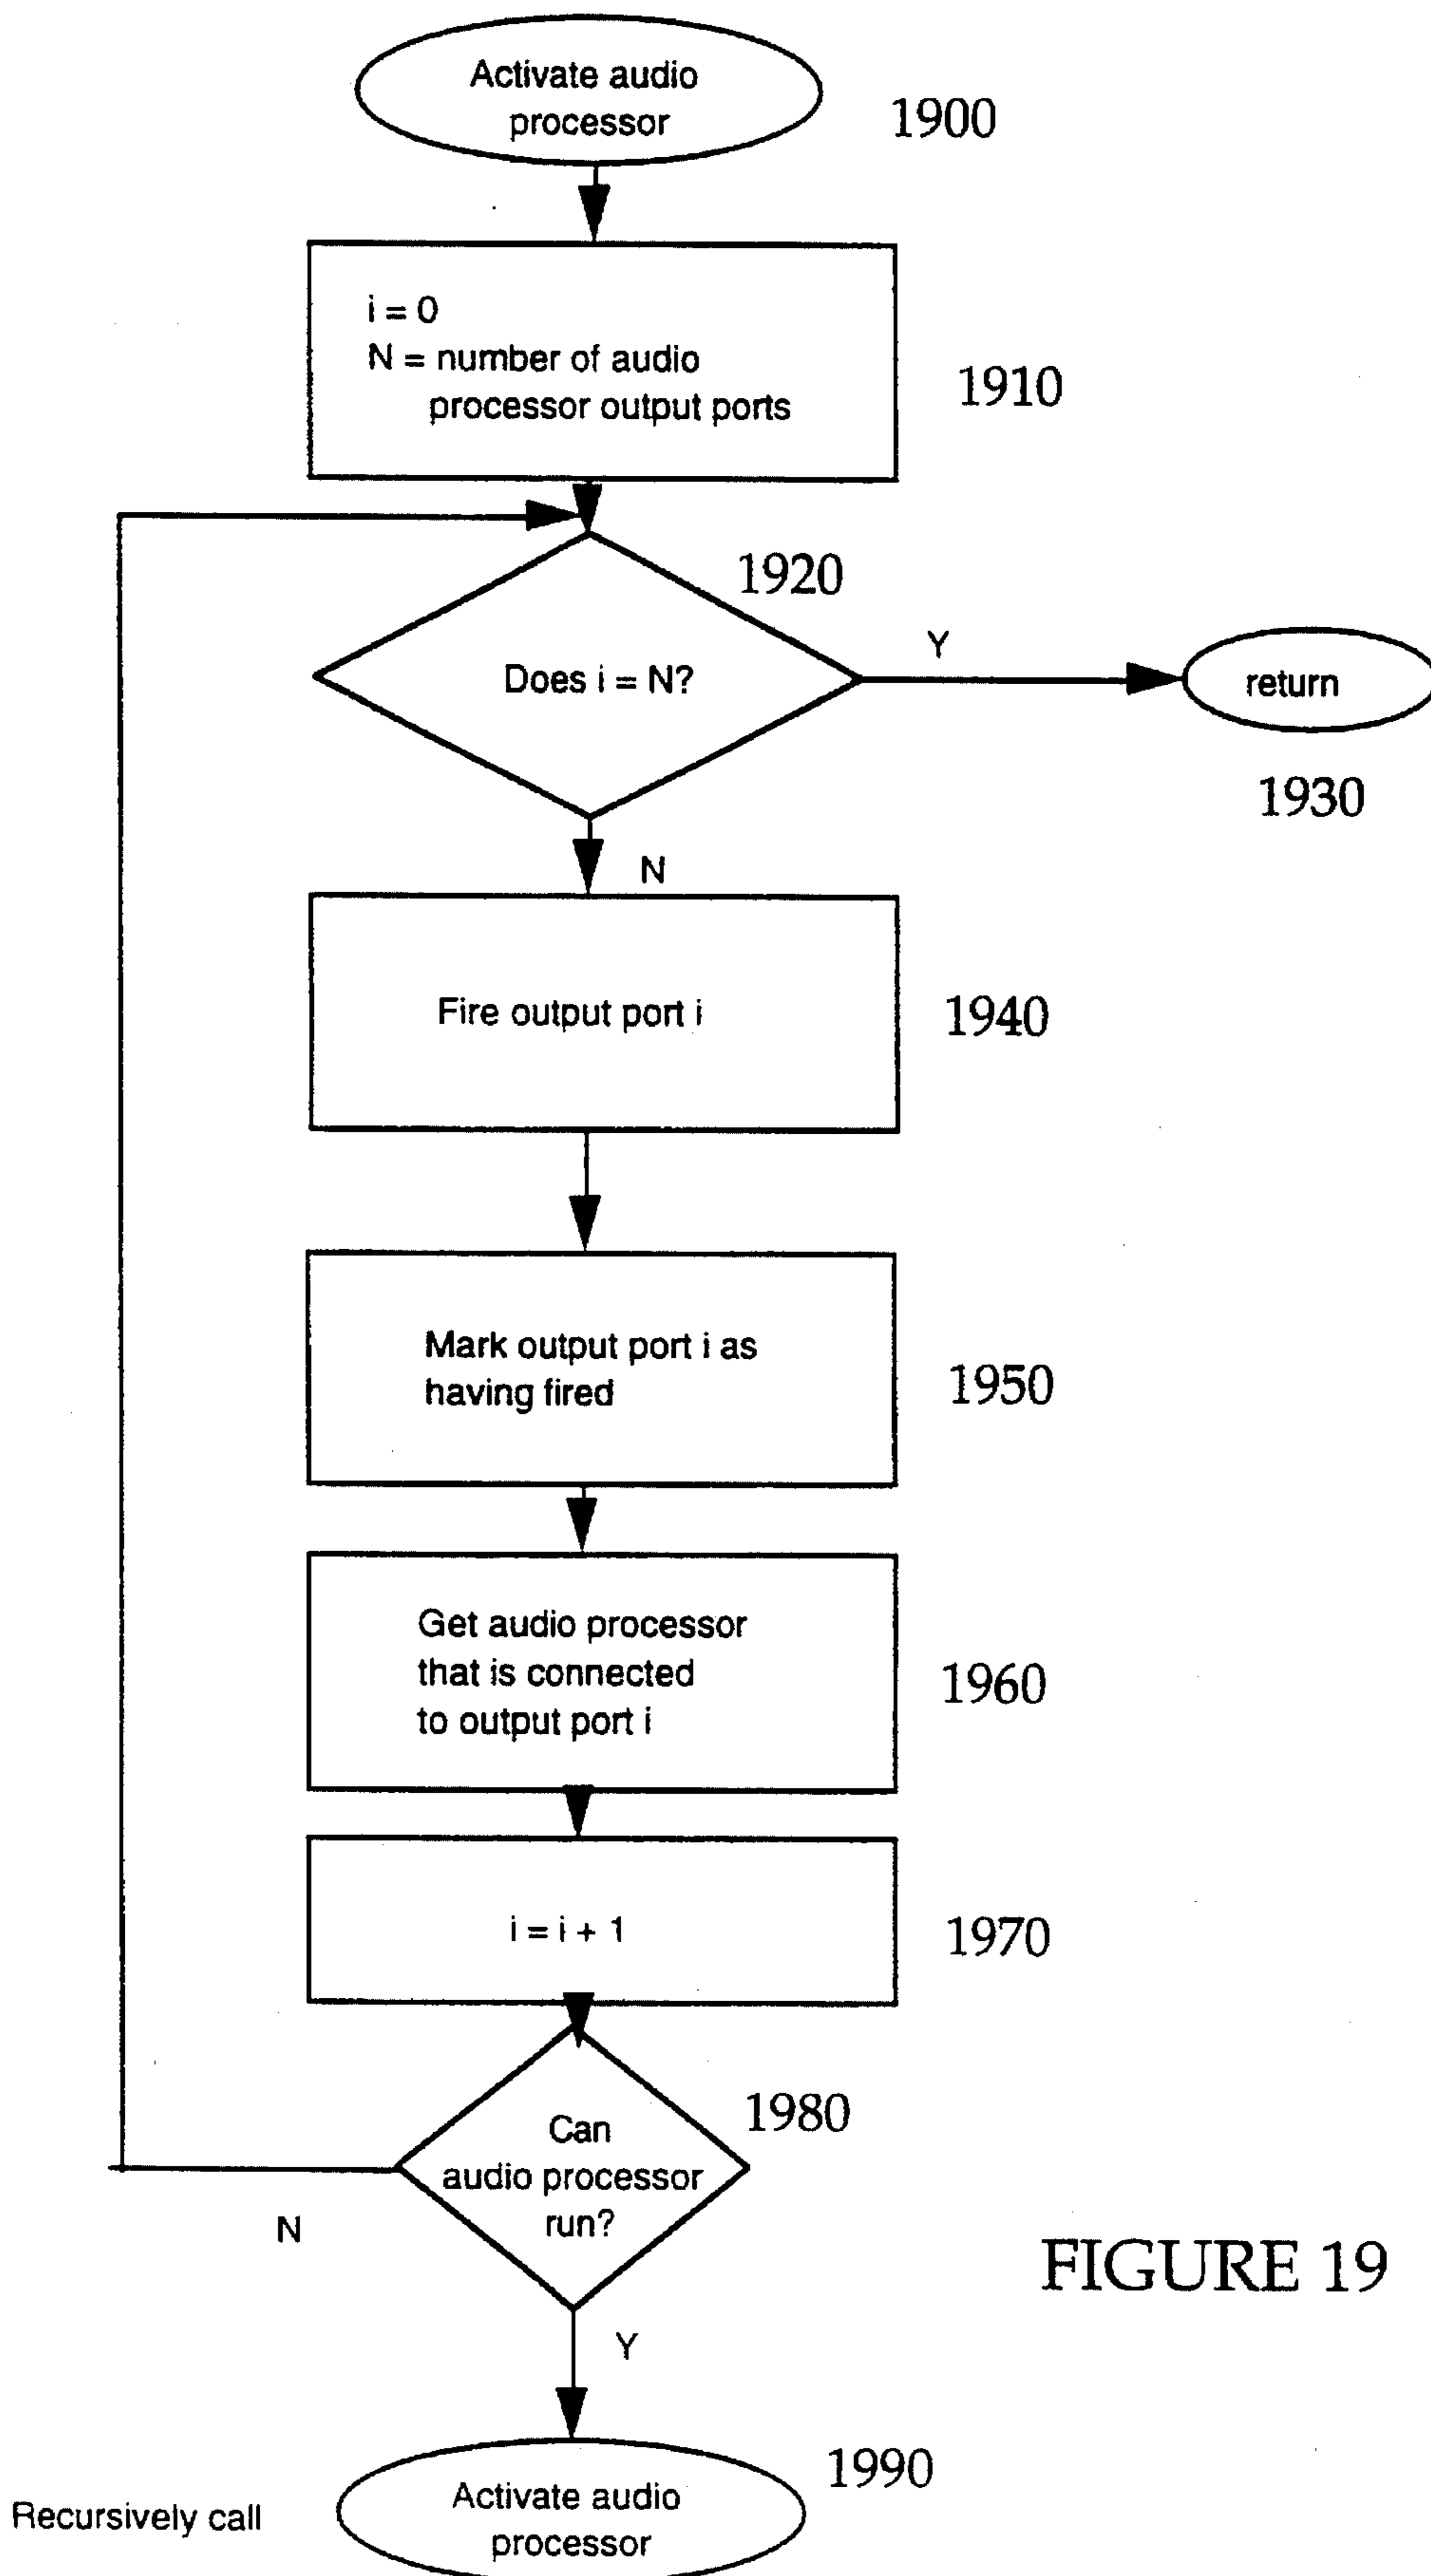 Activate audio
processor
1900
i = 0
N = number of audio
processor output ports
1910
1920
Does i = N?
Y
return
1930
N
Fire output port i
1940
Mark output port i as
having fired
1950
Get audio processor
that is connected
to output port i
1960
i = i + 1
1970
Can
audio processor
run?
1980
N
Y
FIGURE 19
Recursively call
Activate audio
processor
1990